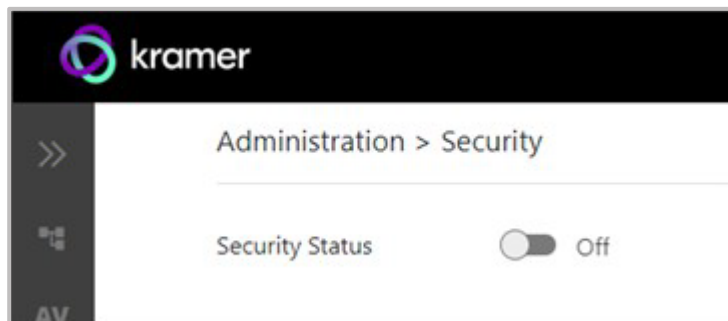 kramer
Administration > Security
Security Status
Off
AV